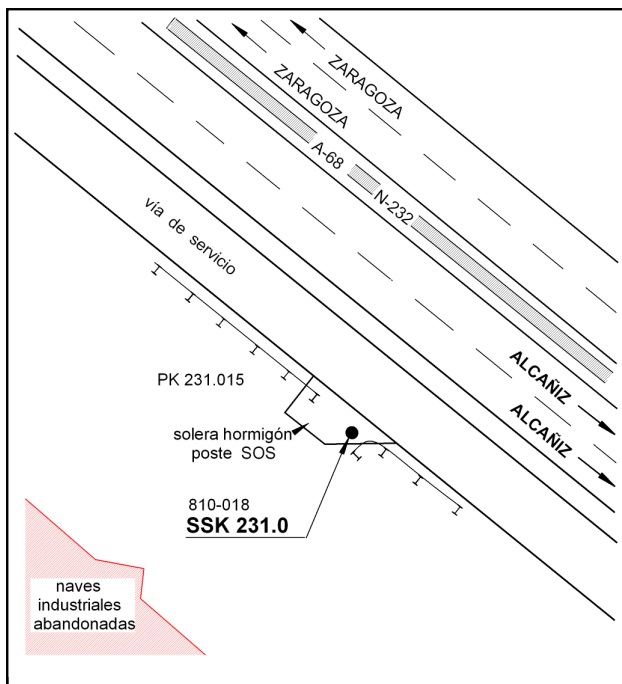 ZARAGOZA
ZARAGOZA
A-68
N-232
vía de servicio
ALCAÑIZ
ALCAÑIZ
PK 231.015
solera hormigón
poste SOS
810-018
SSK 231.0
naves
industriales
abandonadas